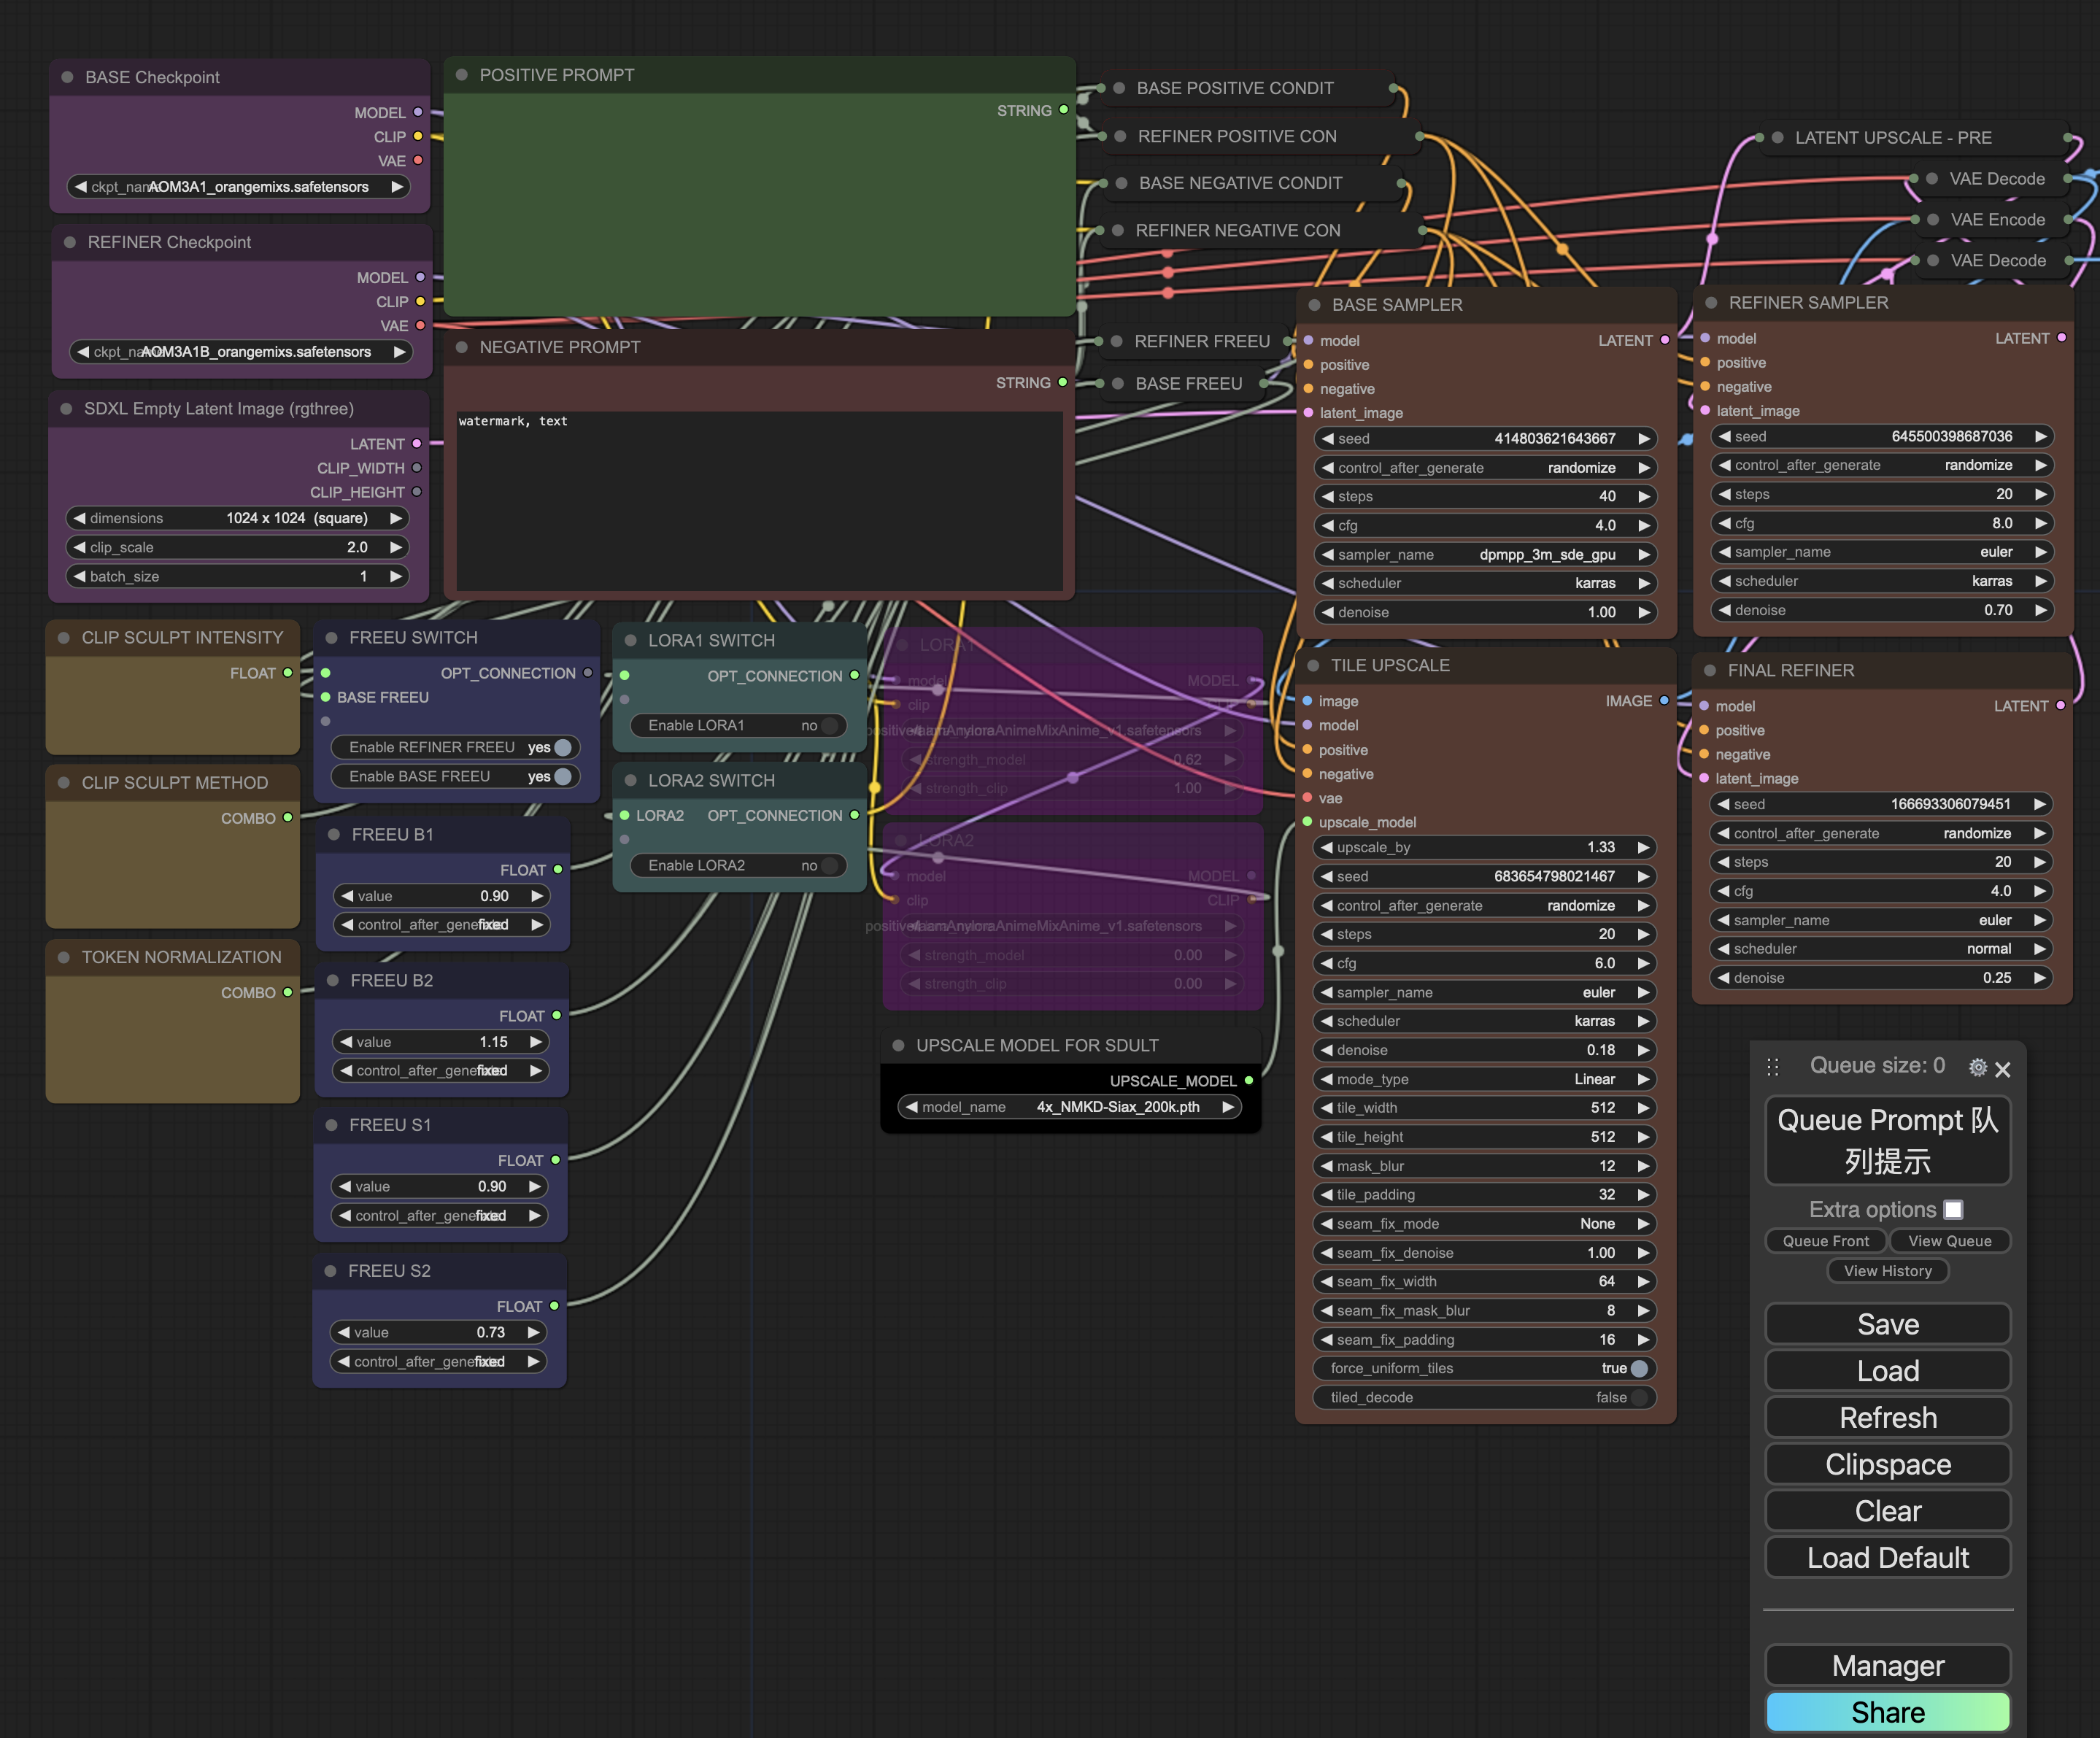 BASE Checkpoint
MODEL
CLIP
VAE
ckpt_name AOM3A1_orangemixs.safetensors
REFINER Checkpoint
MODEL
CLIP
VAE
ckpt_name AOM3A1B_orangemixs.safetensors
SDXL Empty Latent Image (rgthree)
LATENT
CLIP_WIDTH
CLIP_HEIGHT
dimensions 1024 x 1024 (square)
clip_scale 2.0
batch_size 1
POSITIVE PROMPT
STRING
NEGATIVE PROMPT
STRING
watermark, text
BASE POSITIVE CONDIT
REFINER POSITIVE CON
BASE NEGATIVE CONDIT
REFINER NEGATIVE CON
REFINER FREEU
BASE FREEU
LATENT UPSCALE - PRE
VAE Decode
VAE Encode
VAE Decode
BASE SAMPLER
model LATENT
positive
negative
latent_image
seed 414803621643667
control_after_generate randomize
steps 40
cfg 4.0
sampler_name dpmpp_3m_sde_gpu
scheduler karras
denoise 1.00
REFINER SAMPLER
model LATENT
positive
negative
latent_image
seed 645500398687036
control_after_generate randomize
steps 20
cfg 8.0
sampler_name euler
scheduler karras
denoise 0.70
CLIP SCULPT INTENSITY
FLOAT
CLIP SCULPT METHOD
COMBO
TOKEN NORMALIZATION
COMBO
FREEU SWITCH
OPT_CONNECTION
BASE FREEU
Enable REFINER FREEU yes
Enable BASE FREEU yes
FREEU B1
FLOAT
value 0.90
control_after_gene fixed
FREEU B2
FLOAT
value 1.15
control_after_gene fixed
FREEU S1
FLOAT
value 0.90
control_after_gene fixed
FREEU S2
FLOAT
value 0.73
control_after_gene fixed
LORA1 SWITCH
OPT_CONNECTION
Enable LORA1 no
LORA2 SWITCH
LORA2 OPT_CONNECTION
Enable LORA2 no
LORA1
model MODEL
clip
strength_model 0.62
strength_clip 1.00
LORA2
model MODEL
clip CLIP
strength_model 0.00
strength_clip 0.00
UPSCALE MODEL FOR SDULT
UPSCALE_MODEL
model_name 4x_NMKD-Siax_200k.pth
TILE UPSCALE
image IMAGE
model
positive
negative
vae
upscale_model
upscale_by 1.33
seed 683654798021467
control_after_generate randomize
steps 20
cfg 6.0
sampler_name euler
scheduler karras
denoise 0.18
mode_type Linear
tile_width 512
tile_height 512
mask_blur 12
tile_padding 32
seam_fix_mode None
seam_fix_denoise 1.00
seam_fix_width 64
seam_fix_mask_blur 8
seam_fix_padding 16
force_uniform_tiles true
tiled_decode false
FINAL REFINER
model LATENT
positive
negative
latent_image
seed 166693306079451
control_after_generate randomize
steps 20
cfg 4.0
sampler_name euler
scheduler normal
denoise 0.25
Queue size: 0
Queue Prompt 队
列提示
Extra options
Queue Front View Queue
View History
Save
Load
Refresh
Clipspace
Clear
Load Default
Manager
Share